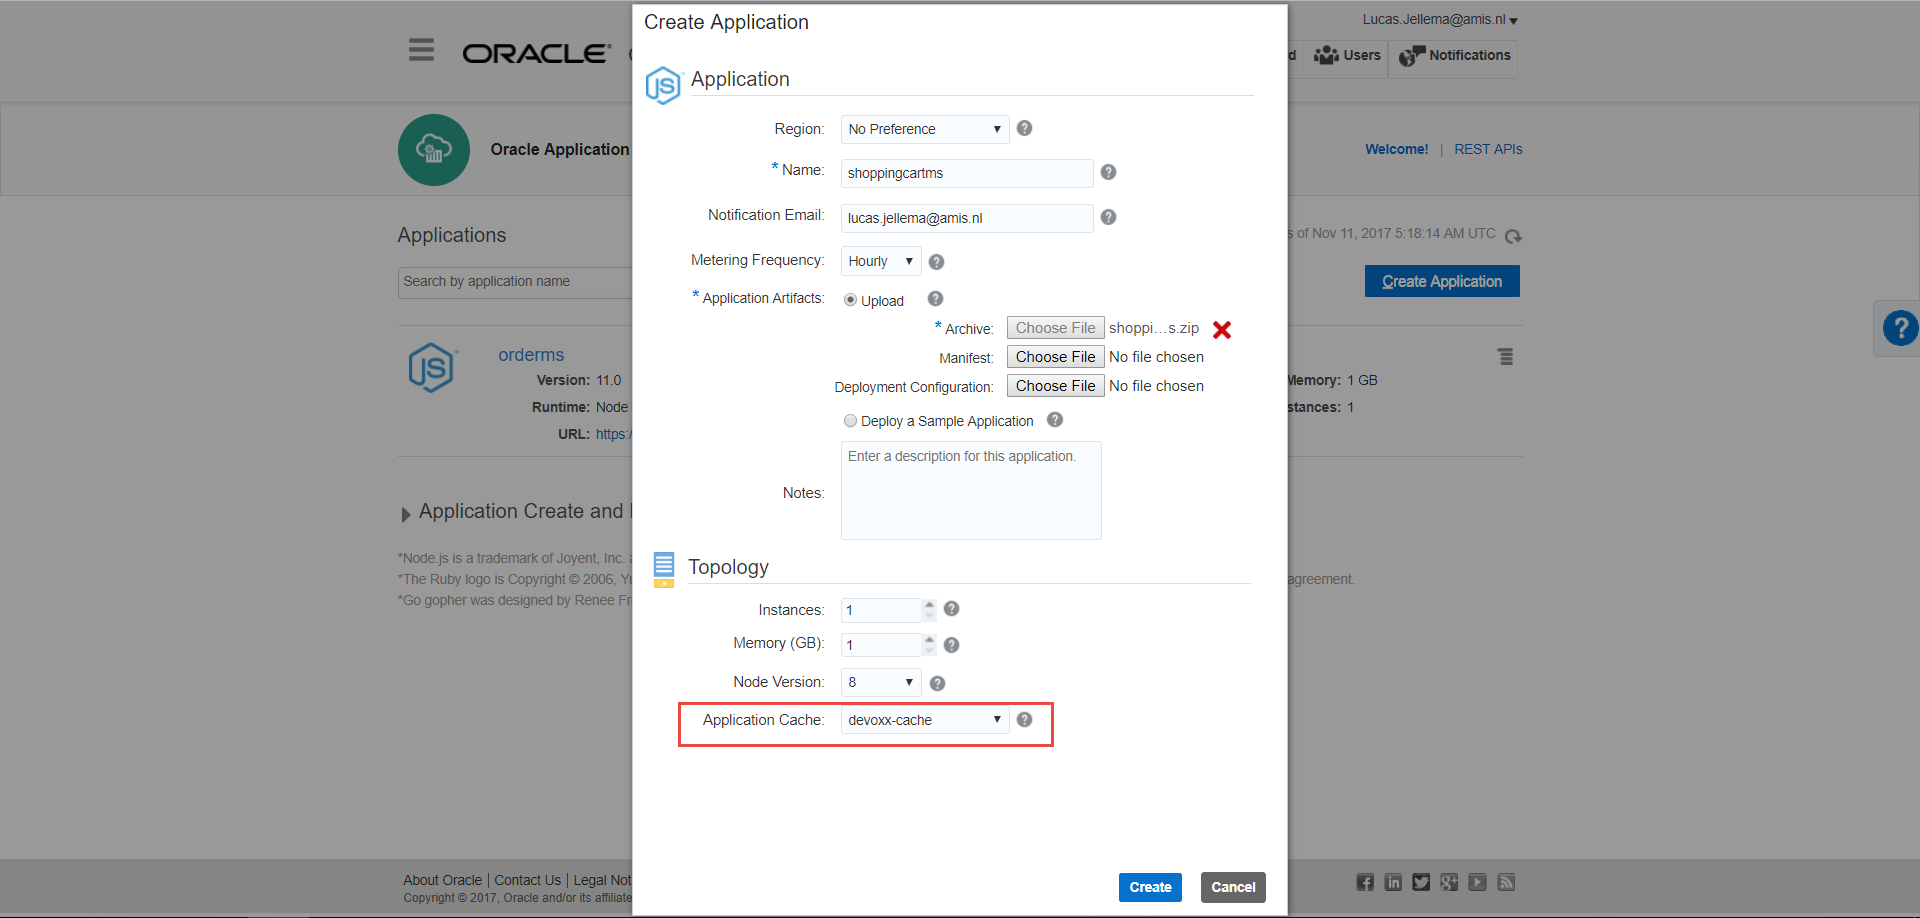 Create Application
Lucas.Jellema@amis.nl
ORACLE
Users
Notifications
JS Application
Region: No Preference
Oracle Application
Welcome! | REST APIs
* Name: shoppingcartms
Notification Email: lucas.jellema@amis.nl
Applications
s of Nov 11, 2017 5:18:14 AM UTC
Metering Frequency: Hourly
Search by application name
Create Application
* Application Artifacts: Upload
* Archive: Choose File shoppi…s.zip
Manifest: Choose File No file chosen
Deployment Configuration: Choose File No file chosen
JS orderms
Version: 11.0
Memory: 1 GB
Runtime: Node
stances: 1
URL: https:/
Deploy a Sample Application
Enter a description for this application.
Notes:
Application Create and
*Node.js is a trademark of Joyent, Inc.
*The Ruby logo is Copyright © 2006, Yu
agreement.
*Go gopher was designed by Renee Fr
Topology
Instances: 1
Memory (GB): 1
Node Version: 8
Application Cache: devoxx-cache
Create Cancel
About Oracle | Contact Us | Legal Not
Copyright © 2017, Oracle and/or its affiliate